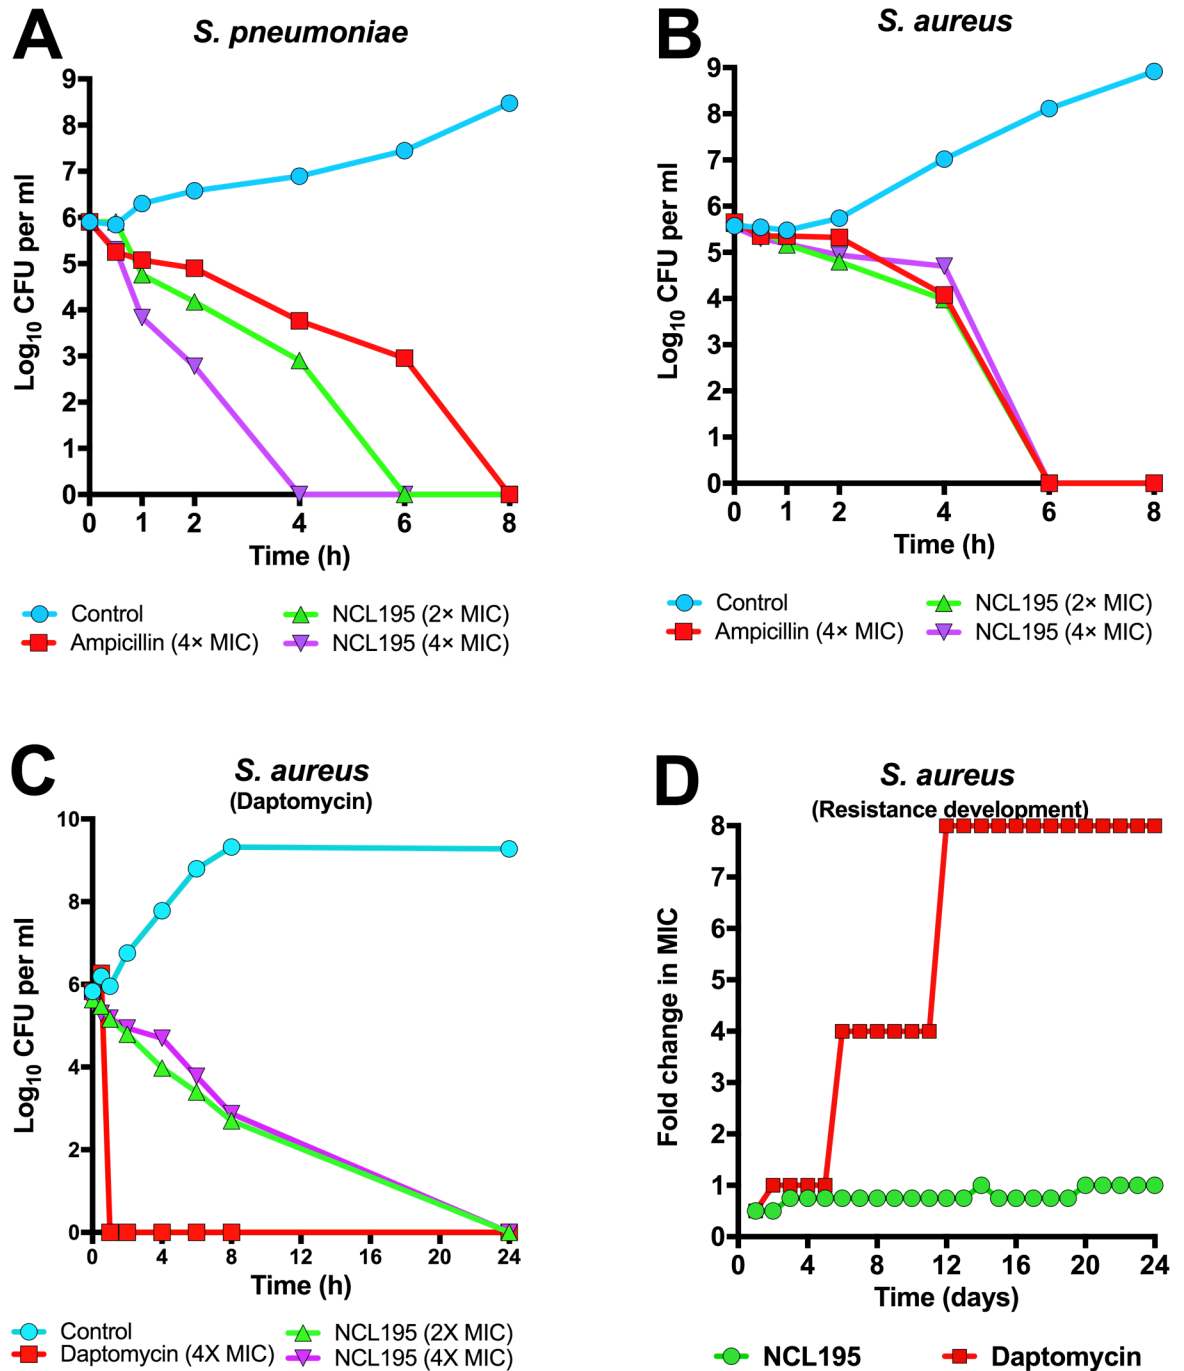 A
S. pneumoniae
9
8
7
6
5
4
3
2
1
0
Log10 CFU per ml
0 1 2 4 6 8
Time (h)
Control
Ampicillin (4× MIC)
NCL195 (2× MIC)
NCL195 (4× MIC)
B
S. aureus
9
8
7
6
5
4
3
2
1
0
Log10 CFU per ml
0 1 2 4 6 8
Time (h)
Control
Ampicillin (4× MIC)
NCL195 (2× MIC)
NCL195 (4× MIC)
C
S. aureus
(Daptomycin)
10
8
6
4
2
0
Log10 CFU per ml
0 4 8 12 16 20 24
Time (h)
Control
Daptomycin (4X MIC)
NCL195 (2X MIC)
NCL195 (4X MIC)
D
S. aureus
(Resistance development)
8
7
6
5
4
3
2
1
0
Fold change in MIC
0 4 8 12 16 20 24
Time (days)
NCL195
Daptomycin